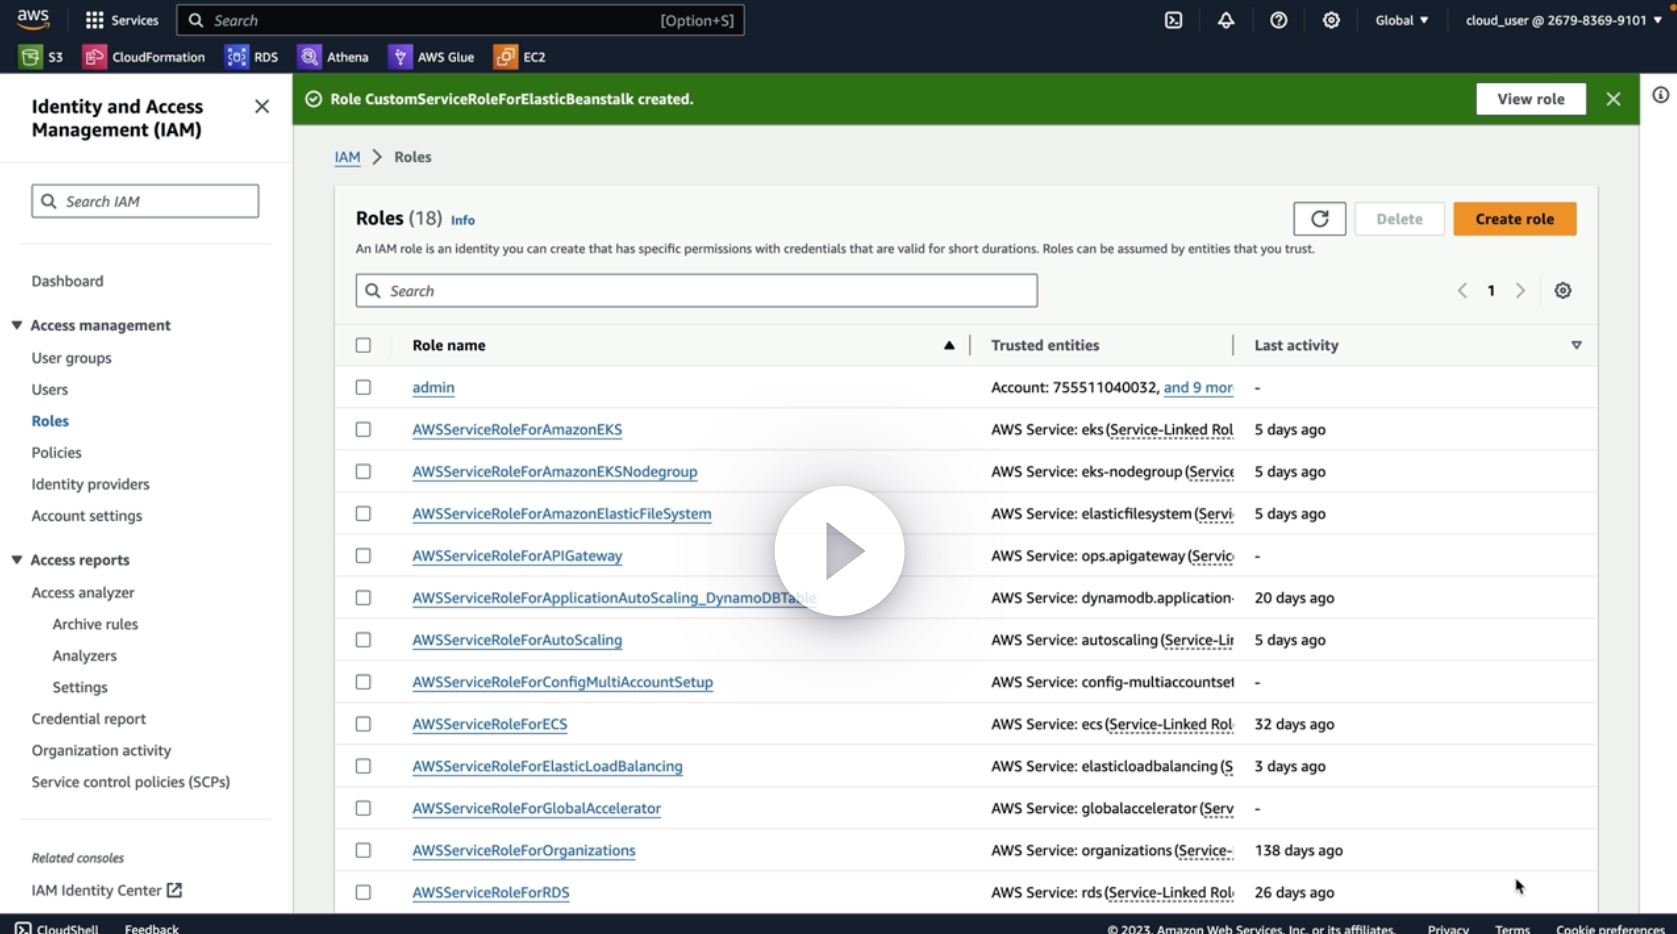 aws
Services
Search [Option+S]
Global
cloud_user @ 2679-8369-9101
S3
CloudFormation
RDS
Athena
AWS Glue
EC2
Identity and Access
Management (IAM)
Search IAM
Dashboard
Access management
User groups
Users
Roles
Policies
Identity providers
Account settings
Access reports
Access analyzer
Archive rules
Analyzers
Settings
Credential report
Organization activity
Service control policies (SCPs)
Related consoles
IAM Identity Center
Role CustomServiceRoleForElasticBeanstalk created.
View role
IAM > Roles
Roles (18) Info
Delete
Create role
An IAM role is an identity you can create that has specific permissions with credentials that are valid for short durations. Roles can be assumed by entities that you trust.
Search
1
Role name Trusted entities Last activity
admin Account: 755511040032, and 9 mor -
AWSServiceRoleForAmazonEKS AWS Service: eks (Service-Linked Rol 5 days ago
AWSServiceRoleForAmazonEKSNodegroup AWS Service: eks-nodegroup (Service 5 days ago
AWSServiceRoleForAmazonElasticFileSystem AWS Service: elasticfilesystem (Servi 5 days ago
AWSServiceRoleForAPIGateway AWS Service: ops.apigateway (Servic -
AWSServiceRoleForApplicationAutoScaling_DynamoDBTable AWS Service: dynamodb.application- 20 days ago
AWSServiceRoleForAutoScaling AWS Service: autoscaling (Service-Lir 5 days ago
AWSServiceRoleForConfigMultiAccountSetup AWS Service: config-multiaccountset -
AWSServiceRoleForECS AWS Service: ecs (Service-Linked Rol 32 days ago
AWSServiceRoleForElasticLoadBalancing AWS Service: elasticloadbalancing (S 3 days ago
AWSServiceRoleForGlobalAccelerator AWS Service: globalaccelerator (Serv -
AWSServiceRoleForOrganizations AWS Service: organizations (Service- 138 days ago
AWSServiceRoleForRDS AWS Service: rds (Service-Linked Rol 26 days ago
CloudShell
Feedback
© 2023, Amazon Web Services, Inc. or its affiliates.
Privacy
Terms
Cookie preferences